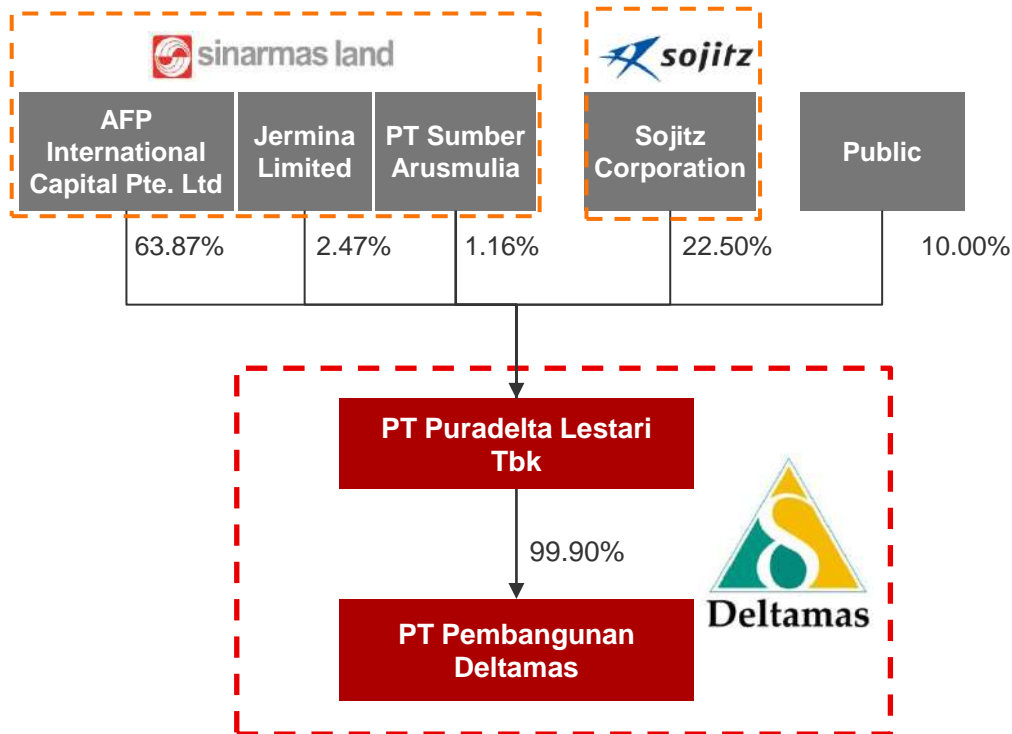 sinarmas land
sojitz
AFP
International
Capital Pte. Ltd
Jermina
Limited
PT Sumber
Arusmulia
Sojitz
Corporation
Public
63.87%
2.47%
1.16%
22.50%
10.00%
PT Puradelta Lestari
Tbk
99.90%
Deltamas
PT Pembangunan
Deltamas